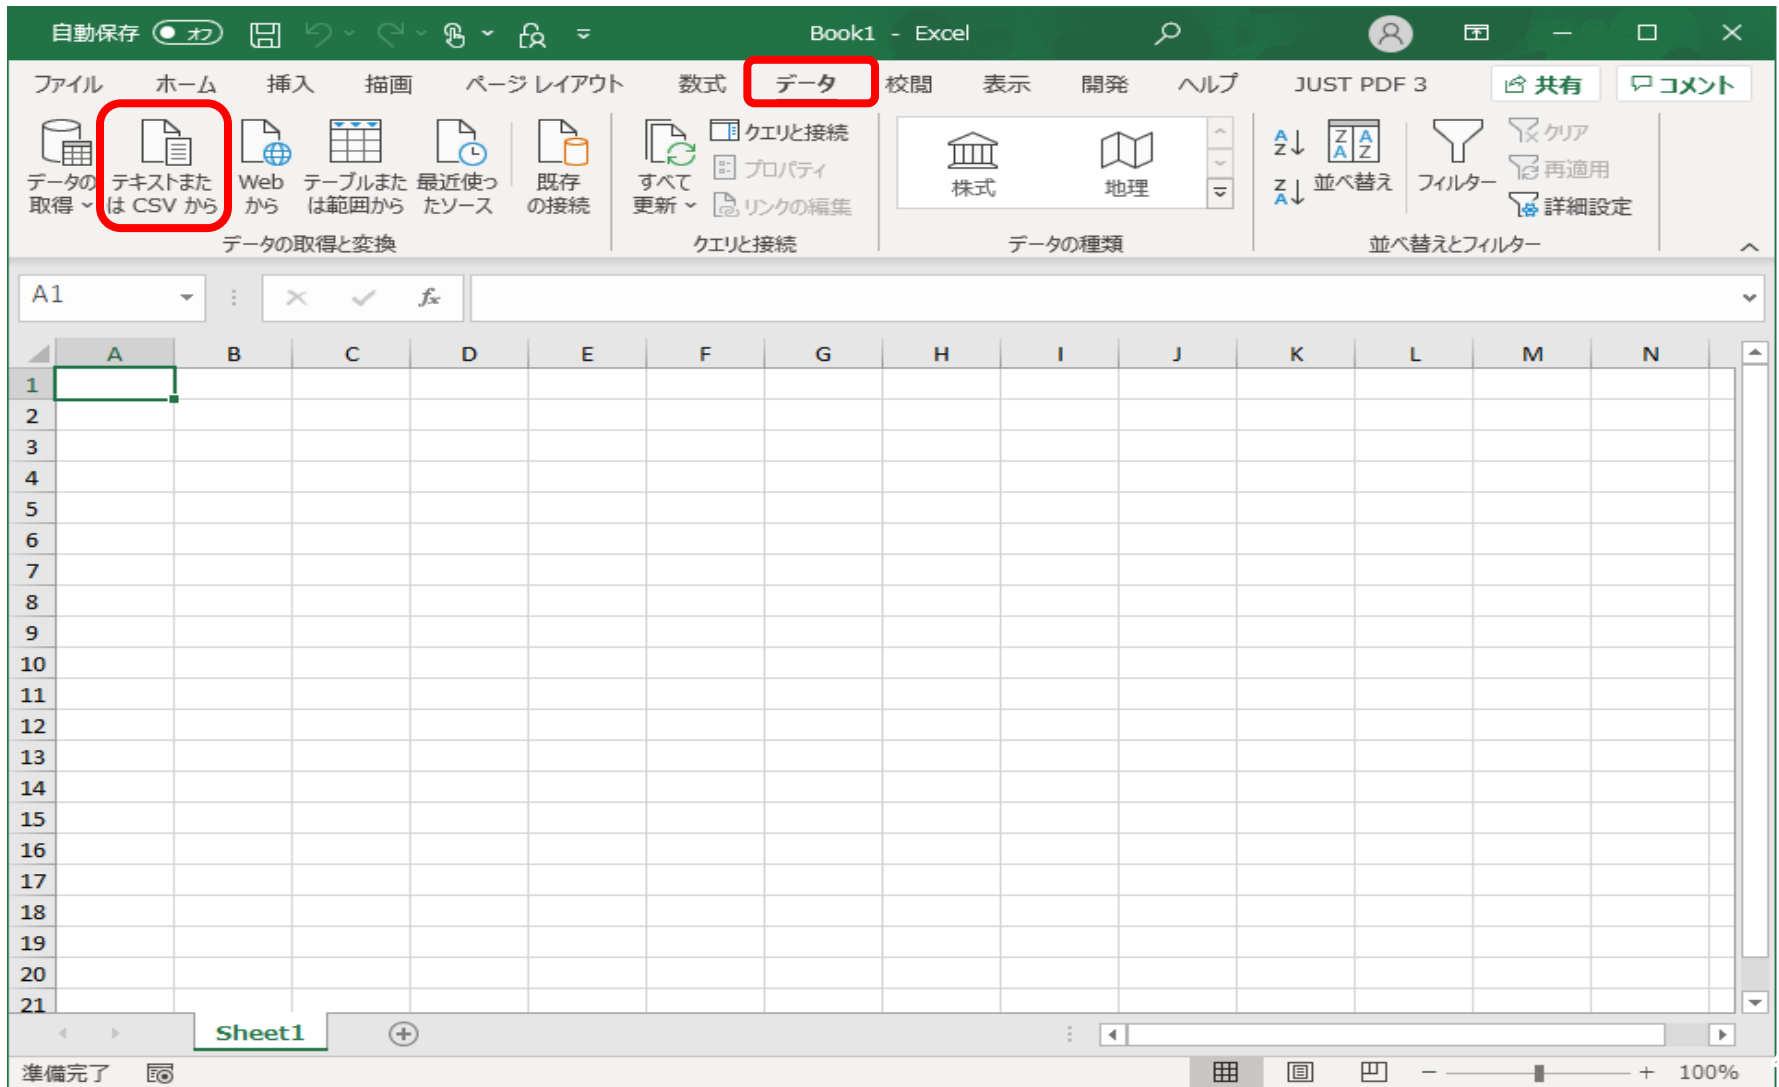 自動保存 オフ Book1 - Excel
ファイル ホーム 挿入 描画 ページ レイアウト 数式 データ 校閲 表示 開発 ヘルプ JUST PDF 3 共有 コメント
データの取得 テキストまたは CSV から Web から テーブルまたは範囲から 最近使ったソース 既存の接続 すべて更新 クエリと接続 プロパティ リンクの編集 株式 地理 並べ替え フィルター クリア 再適用 詳細設定
データの取得と変換 クエリと接続 データの種類 並べ替えとフィルター
A1 fx
A B C D E F G H I J K L M N
1
2
3
4
5
6
7
8
9
10
11
12
13
14
15
16
17
18
19
20
21
Sheet1
準備完了 100%